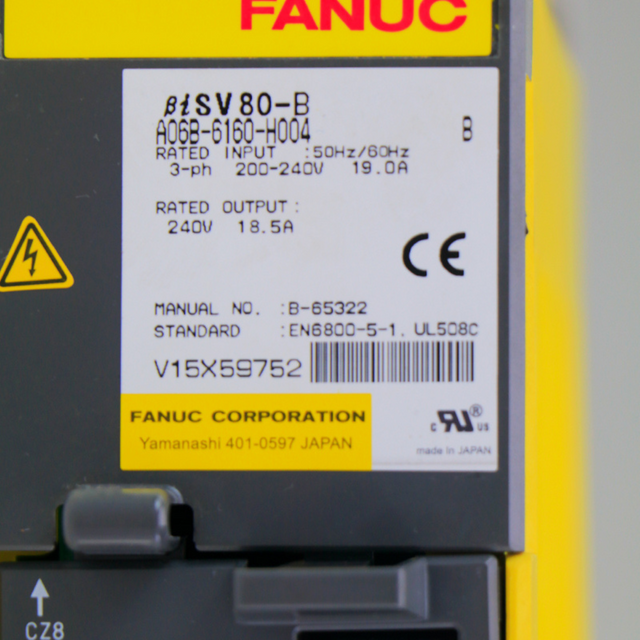 FANUC
βiSV80-B
A06B-6160-H004 B
RATED INPUT :50Hz/60Hz
3-ph 200-240V 19.0A
RATED OUTPUT:
240V 18.5A
CE
MANUAL NO. :B-65322
STANDARD :EN6800-5-1. UL508C
V15X59752
FANUC CORPORATION
Yamanashi 401-0597 JAPAN
c RU® US
made in JAPAN
CZ8